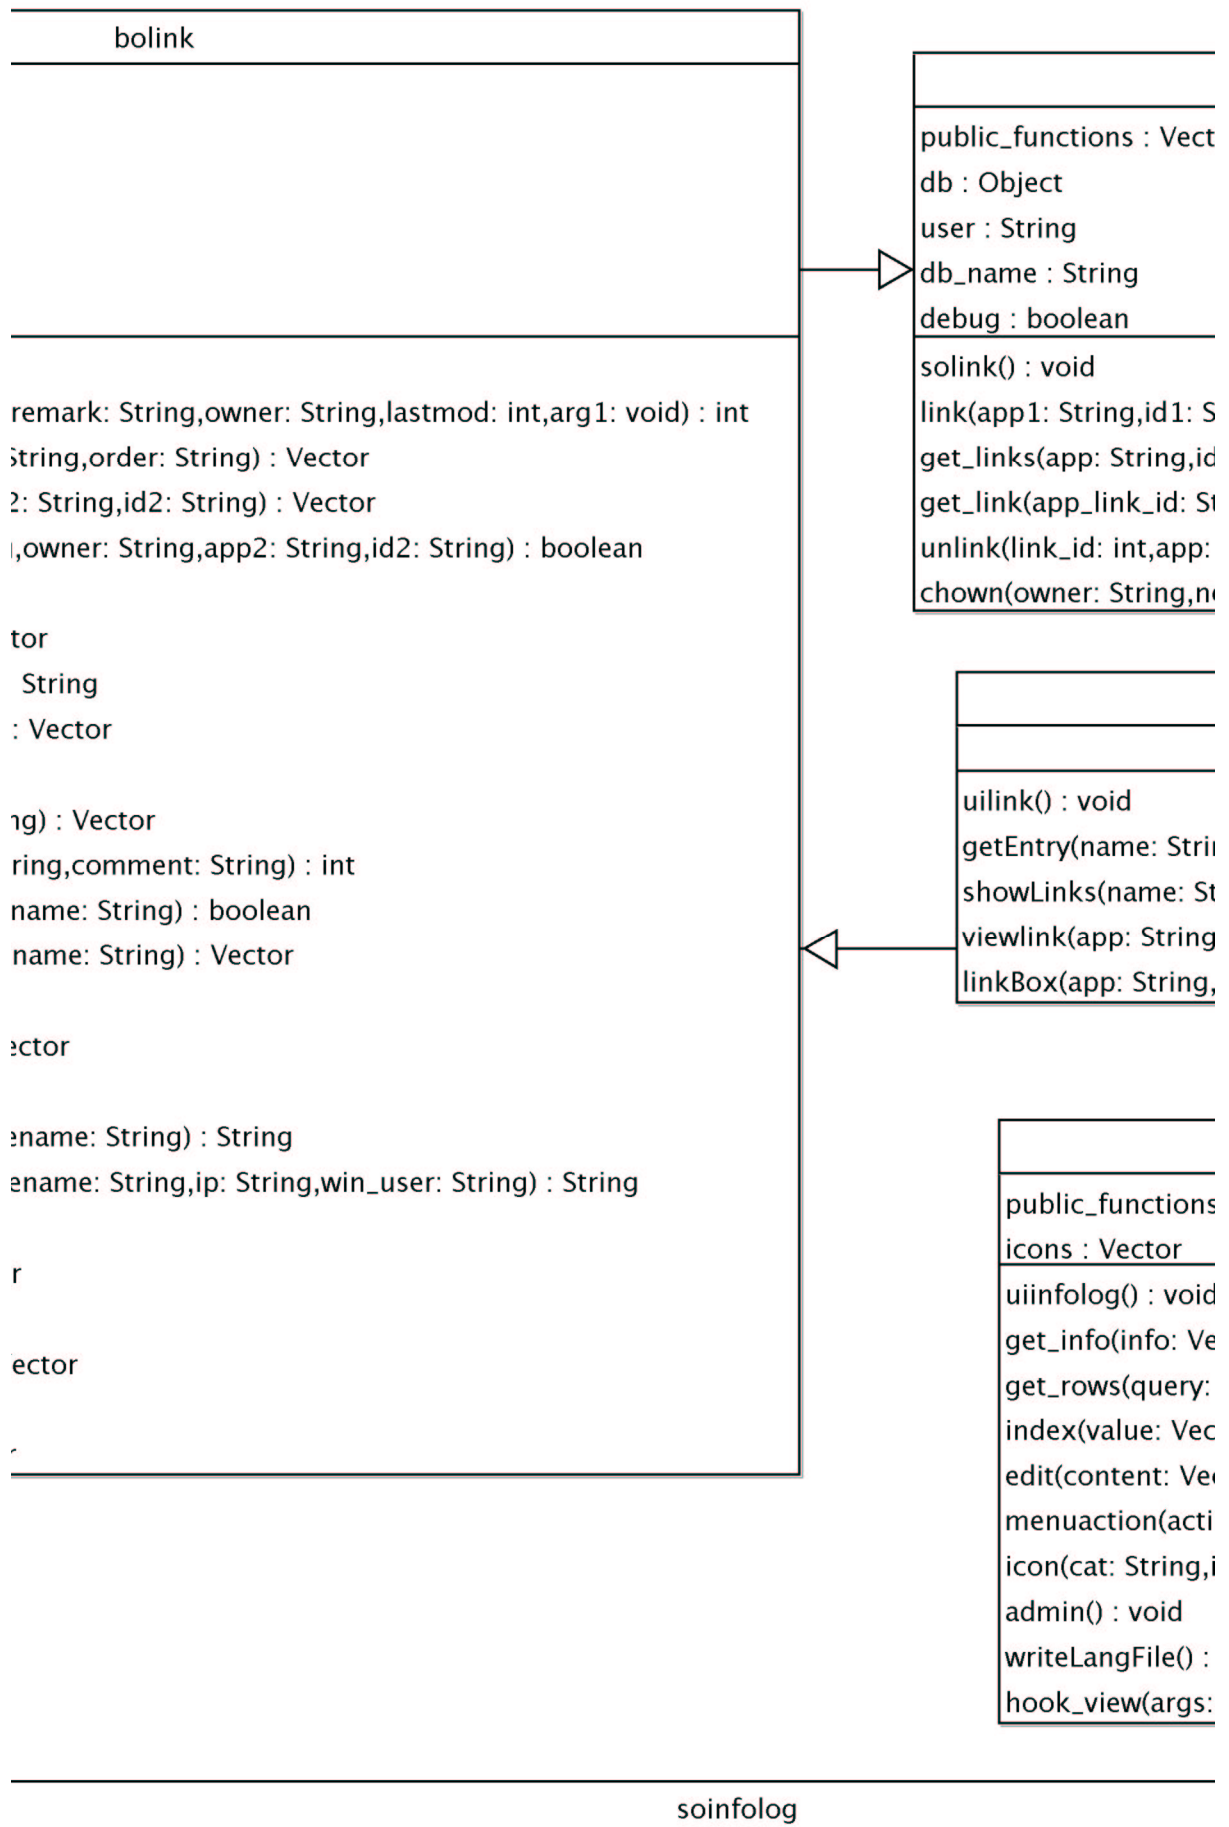 bolink
remark: String,owner: String,lastmod: int,arg1: void) : int
String,order: String) : Vector
2: String,id2: String) : Vector
,owner: String,app2: String,id2: String) : boolean
tor
String
: Vector
ng) : Vector
ring,comment: String) : int
name: String) : boolean
name: String) : Vector
ector
ename: String) : String
ename: String,ip: String,win_user: String) : String
r
ector
public_functions : Vect
db : Object
user : String
db_name : String
debug : boolean
solink() : void
link(app1: String,id1: S
get_links(app: String,id
get_link(app_link_id: St
unlink(link_id: int,app:
chown(owner: String,ne
uilink() : void
getEntry(name: Strin
showLinks(name: St
viewlink(app: String
linkBox(app: String,
public_functions
icons : Vector
uiinfolog() : void
get_info(info: Ve
get_rows(query:
index(value: Vec
edit(content: Vec
menuaction(acti
icon(cat: String,i
admin() : void
writeLangFile() :
hook_view(args:
soinfolog